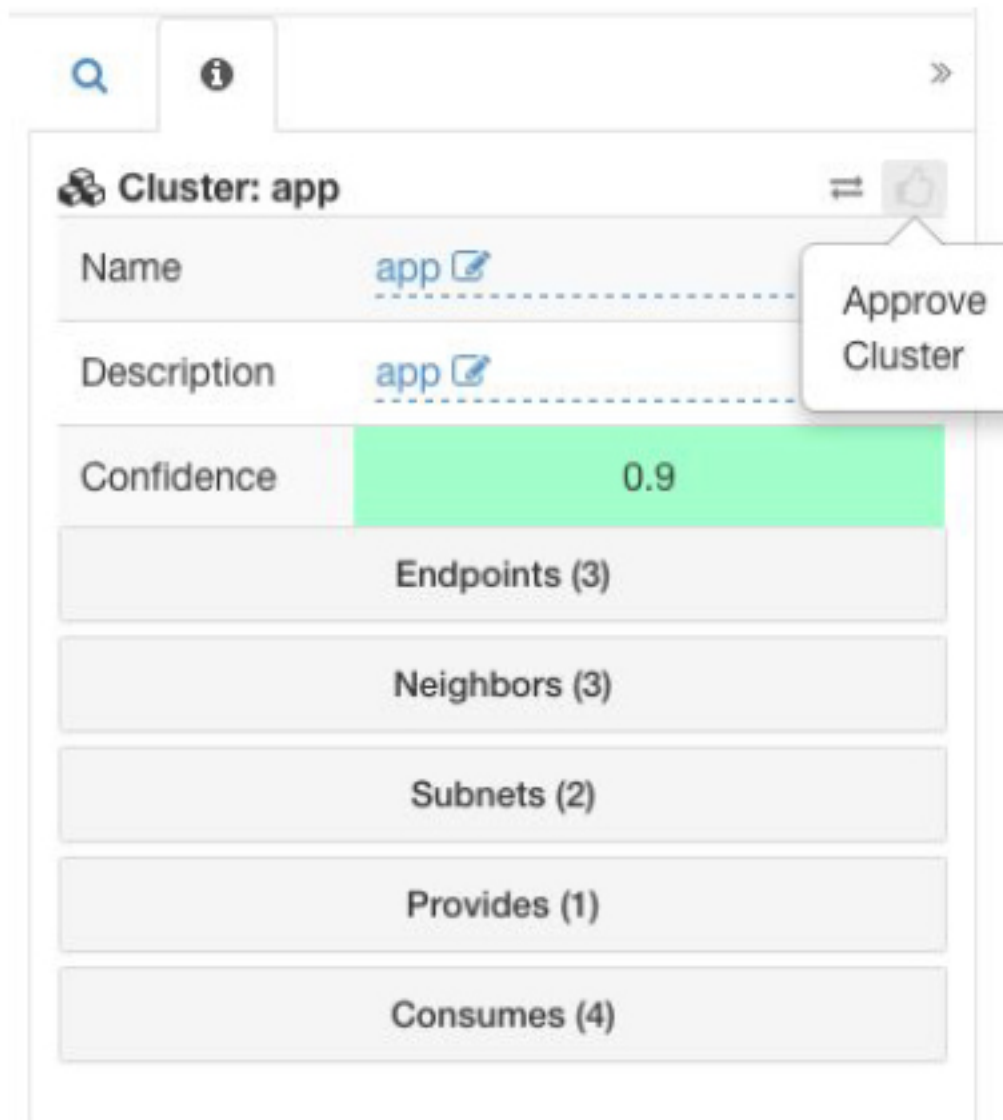 Cluster: app
Name app
Approve
Cluster
Description app
Confidence 0.9
Endpoints (3)
Neighbors (3)
Subnets (2)
Provides (1)
Consumes (4)